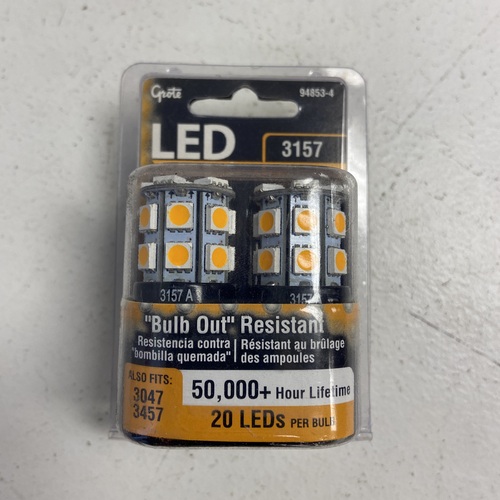 Grote
94853-4
LED
3157
3157 A
3157
"Bulb Out" Resistant
Resistencia contra
"bombilla quemada"
Résistant au brûlage
des ampoules
ALSO FITS:
3047
3457
50,000+ Hour Lifetime
20 LEDs PER BULB